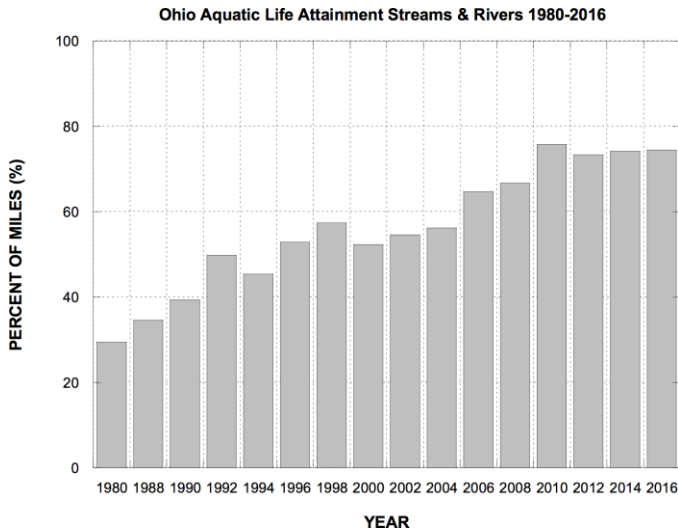 Ohio Aquatic Life Attainment Streams & Rivers 1980-2016
100
80
60
40
20
0
PERCENT OF MILES (%)
1980 1988 1990 1992 1994 1996 1998 2000 2002 2004 2006 2008 2010 2012 2014 2016
YEAR